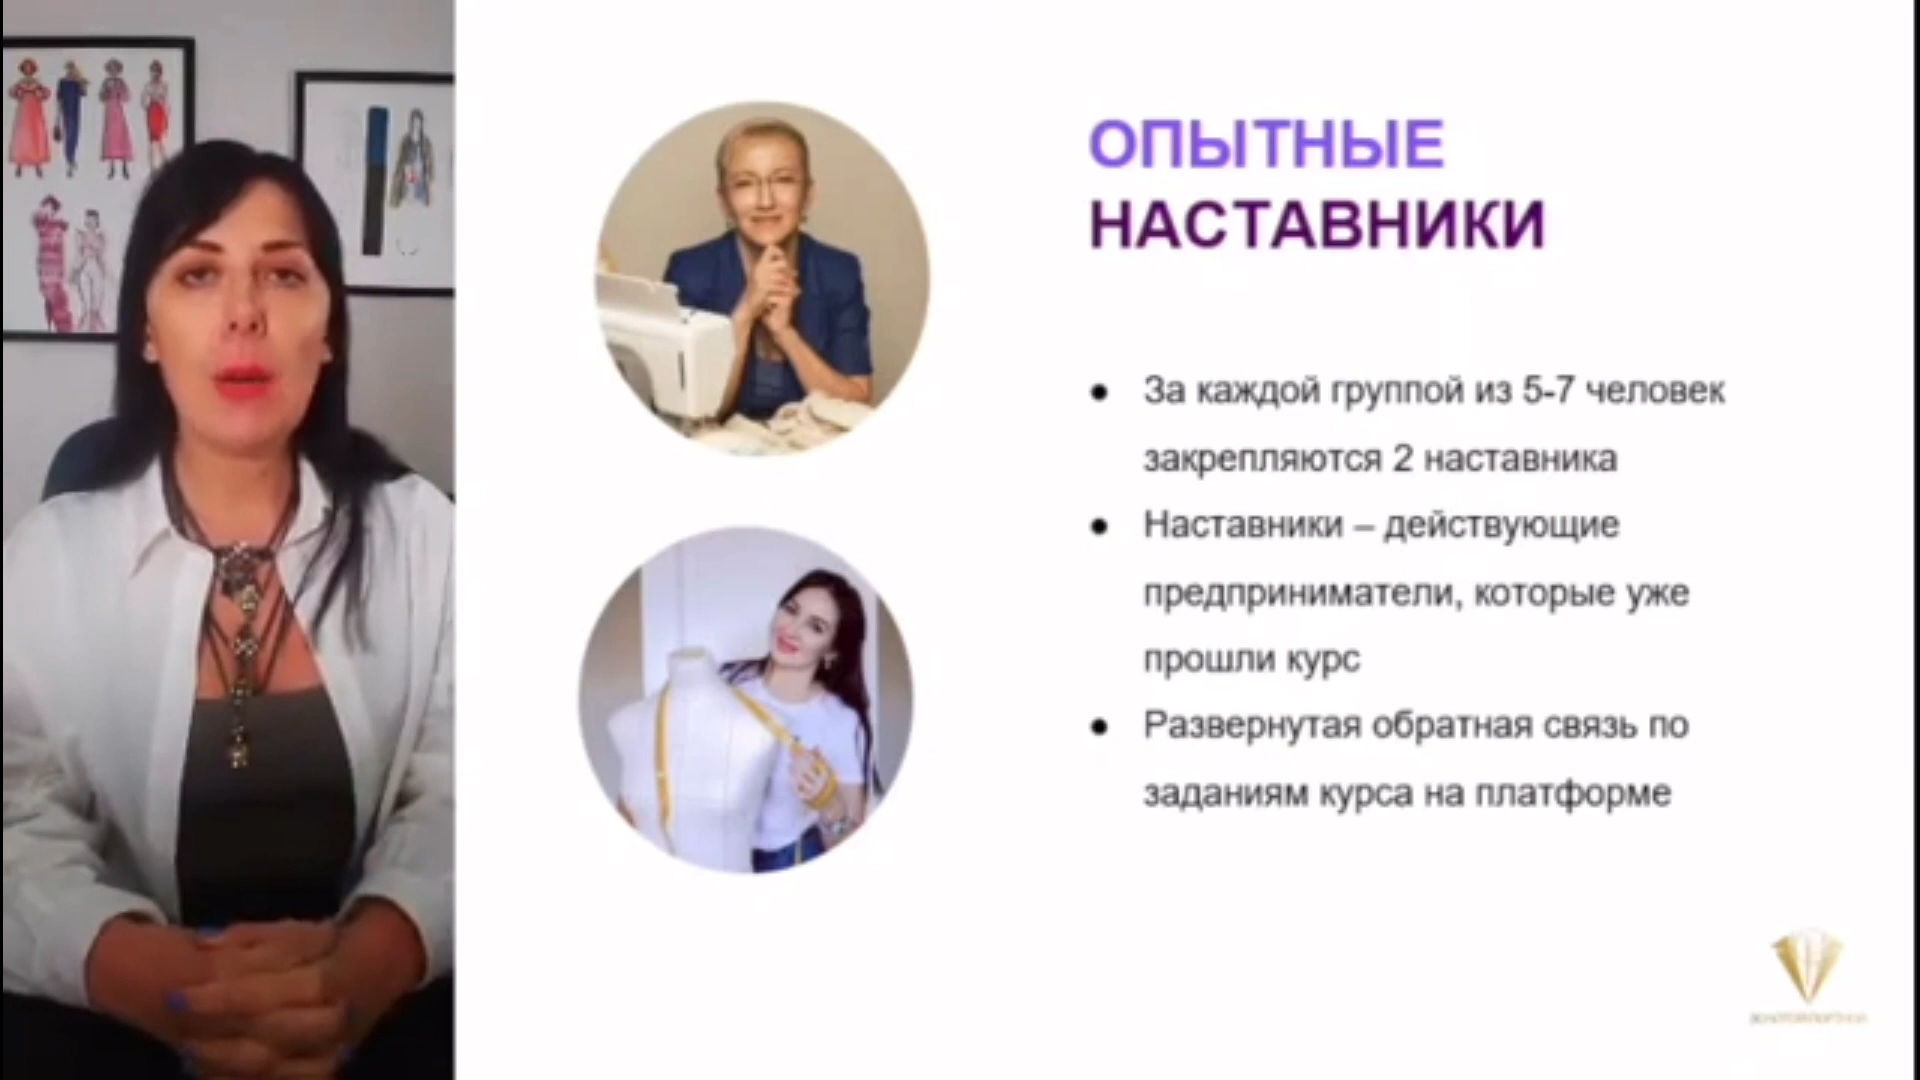 ОПЫТНЫЕ
НАСТАВНИКИ
● За каждой группой из 5-7 человек
закрепляются 2 наставника
● Наставники – действующие
предприниматели, которые уже
прошли курс
● Развернутая обратная связь по
заданиям курса на платформе